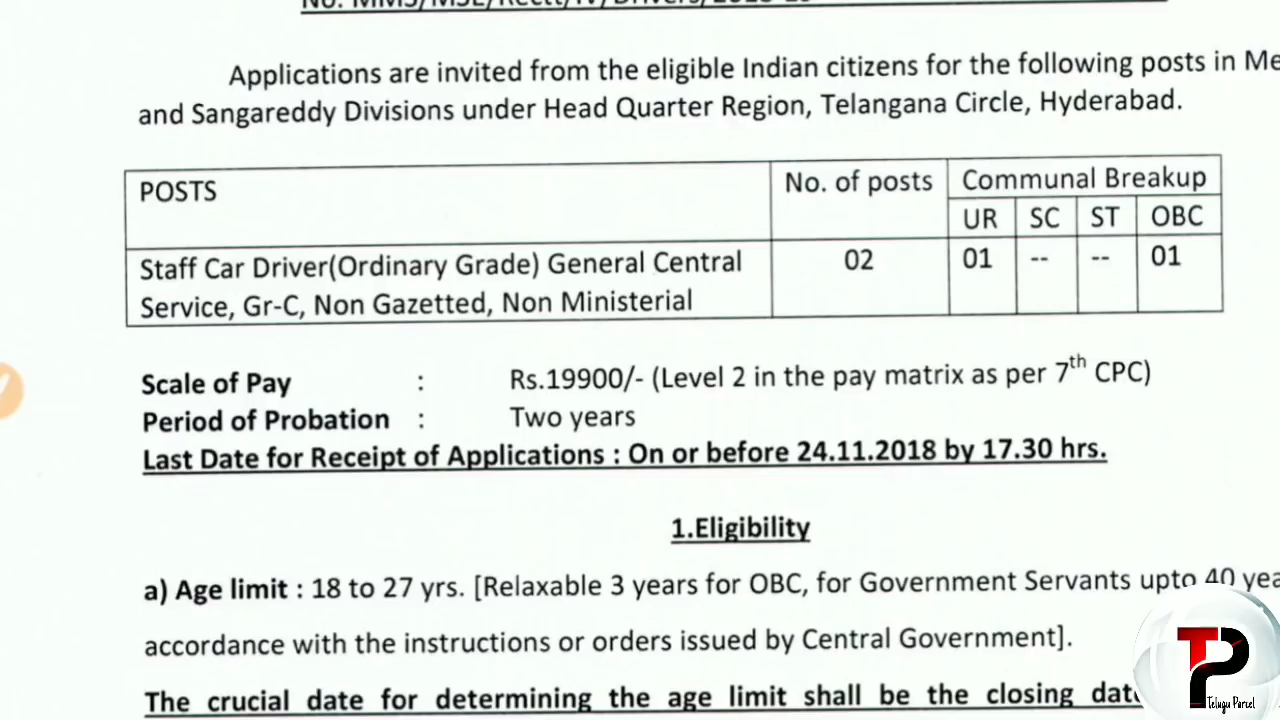 Applications are invited from the eligible Indian citizens for the following posts in
and Sangareddy Divisions under Head Quarter Region, Telangana Circle, Hyderabad.
POSTS
No. of posts
Communal Breakup
UR SC ST OBC
Staff Car Driver(Ordinary Grade) General Central
Service, Gr-C, Non Gazetted, Non Ministerial
02 01 -- -- 01
Scale of Pay : Rs.19900/- (Level 2 in the pay matrix as per 7th CPC)
Period of Probation : Two years
Last Date for Receipt of Applications : On or before 24.11.2018 by 17.30 hrs.
1.Eligibility
a) Age limit : 18 to 27 yrs. [Relaxable 3 years for OBC, for Government Servants upto 40
accordance with the instructions or orders issued by Central Government].
The crucial date for determining the age limit shall be the closing
TP
Telugu Parcel